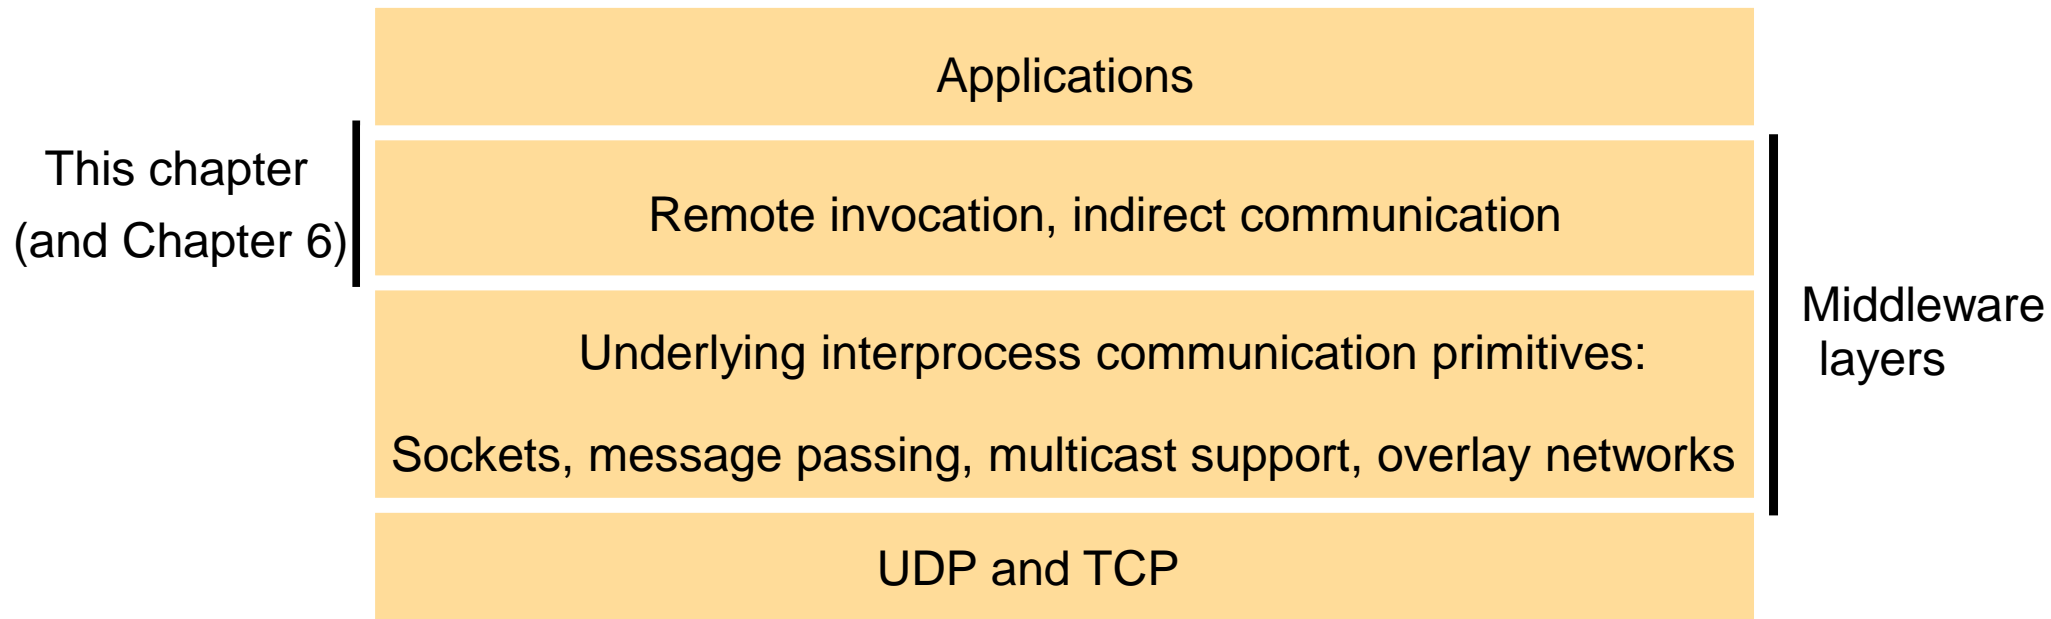 Applications
This chapter
(and Chapter 6)
Remote invocation, indirect communication
Middleware
layers
Underlying interprocess communication primitives:
Sockets, message passing, multicast support, overlay networks
UDP and TCP